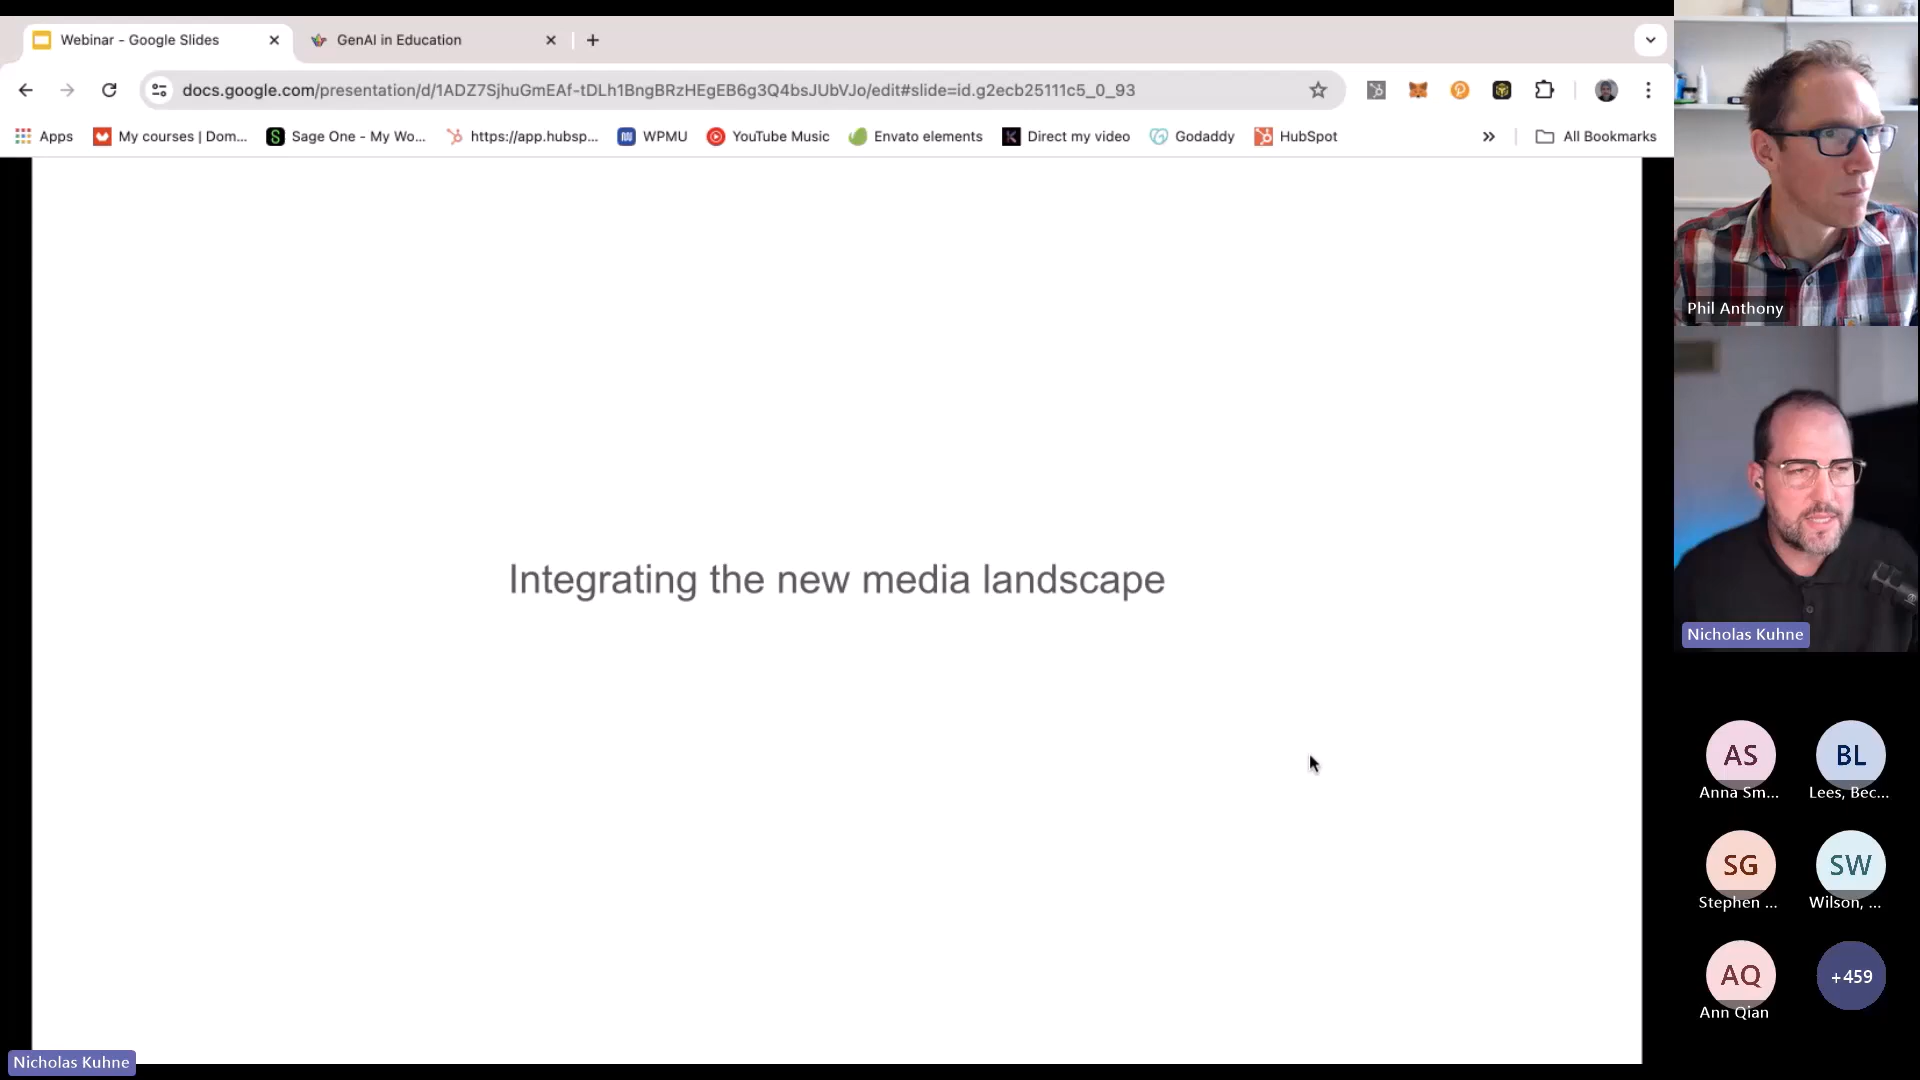 Webinar - Google Slides
GenAI in Education
docs.google.com/presentation/d/1ADZ7SjhuGmEAf-tDLh1BngBRzHEgEB6g3Q4bsJUbVJo/edit#slide=id.g2ecb25111c5_0_93
Apps
My courses | Dom...
Sage One - My Wo...
https://app.hubsp...
WPMU
YouTube Music
Envato elements
Direct my video
Godaddy
HubSpot
All Bookmarks
Integrating the new media landscape
Phil Anthony
Nicholas Kuhne
AS
Anna Sm...
BL
Lees, Bec...
SG
Stephen ...
SW
Wilson, ...
AQ
Ann Qian
+459
Nicholas Kuhne